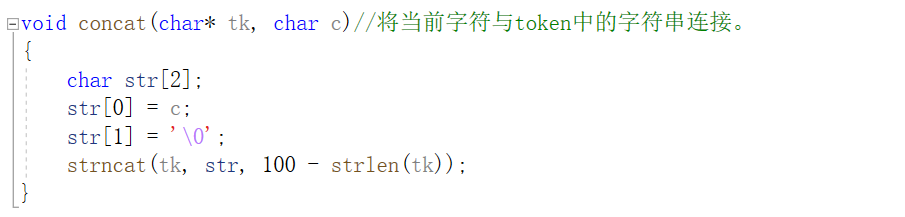 void concat(char* tk, char c)//将当前字符与token中的字符串连接。
{
char str[2];
str[0] = c;
str[1] = '\0';
strncat(tk, str, 100 - strlen(tk));
}